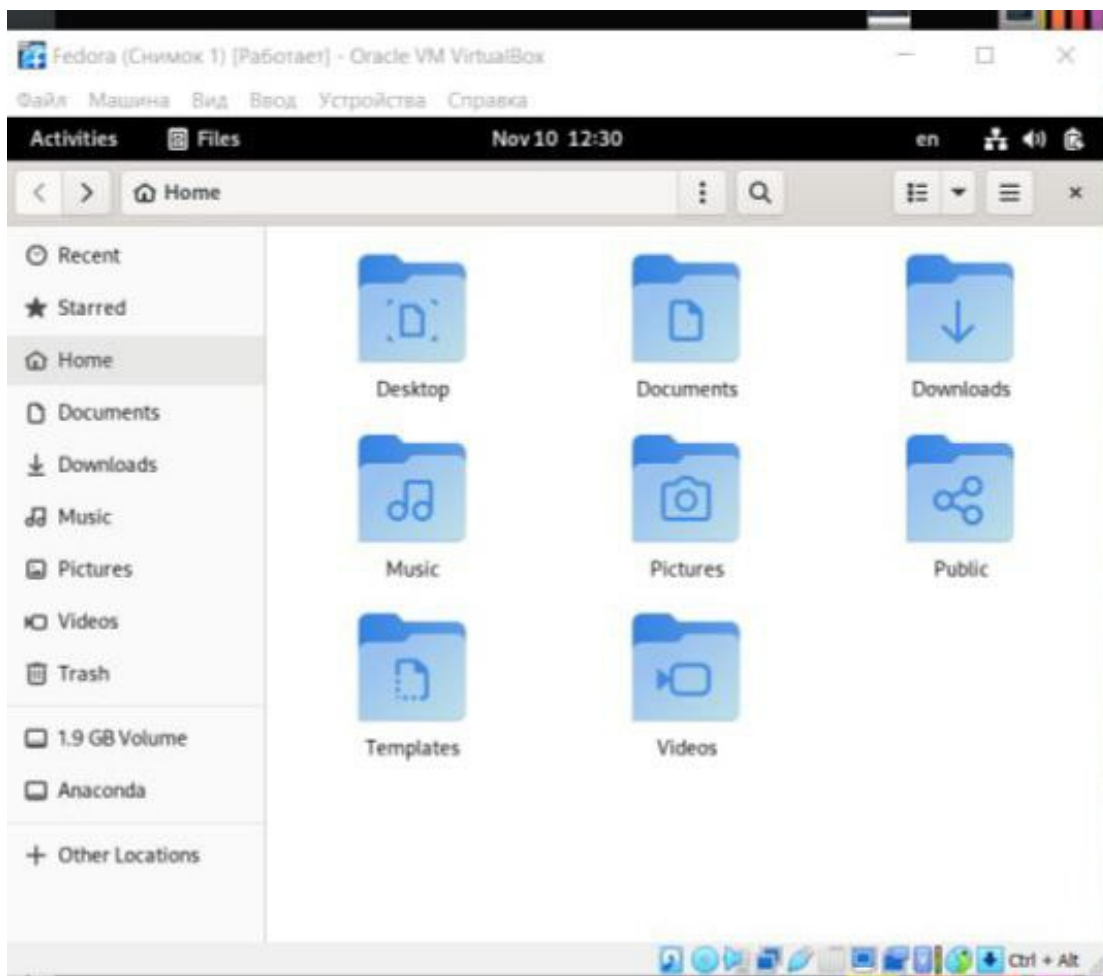 Fedora (Снимок 1) [Работает] - Oracle VM VirtualBox
Файл Машина Вид Ввод Устройства Справка
Activities Files Nov 10 12:30 en
Home
Recent
Starred
Home
Documents
Downloads
Music
Pictures
Videos
Trash
1.9 GB Volume
Anaconda
Other Locations
Desktop Documents Downloads
Music Pictures Public
Templates Videos
Ctrl + Alt